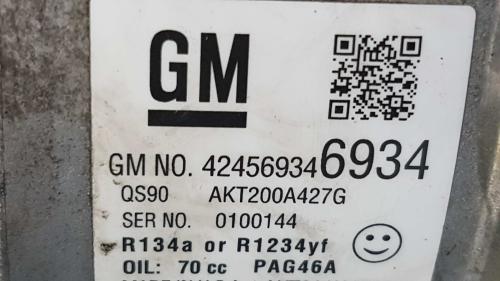 GM
GM NO. 42456934 6934
QS90 AKT200A427G
SER NO. 0100144
R134a or R1234yf
OIL: 70 cc PAG46A